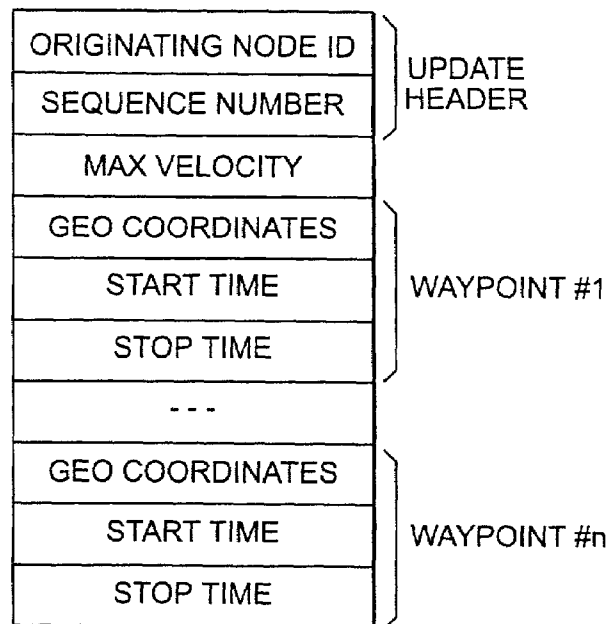 ORIGINATING NODE ID
SEQUENCE NUMBER
UPDATE
HEADER
MAX VELOCITY
GEO COORDINATES
START TIME
STOP TIME
WAYPOINT #1
- - -
GEO COORDINATES
START TIME
STOP TIME
WAYPOINT #n